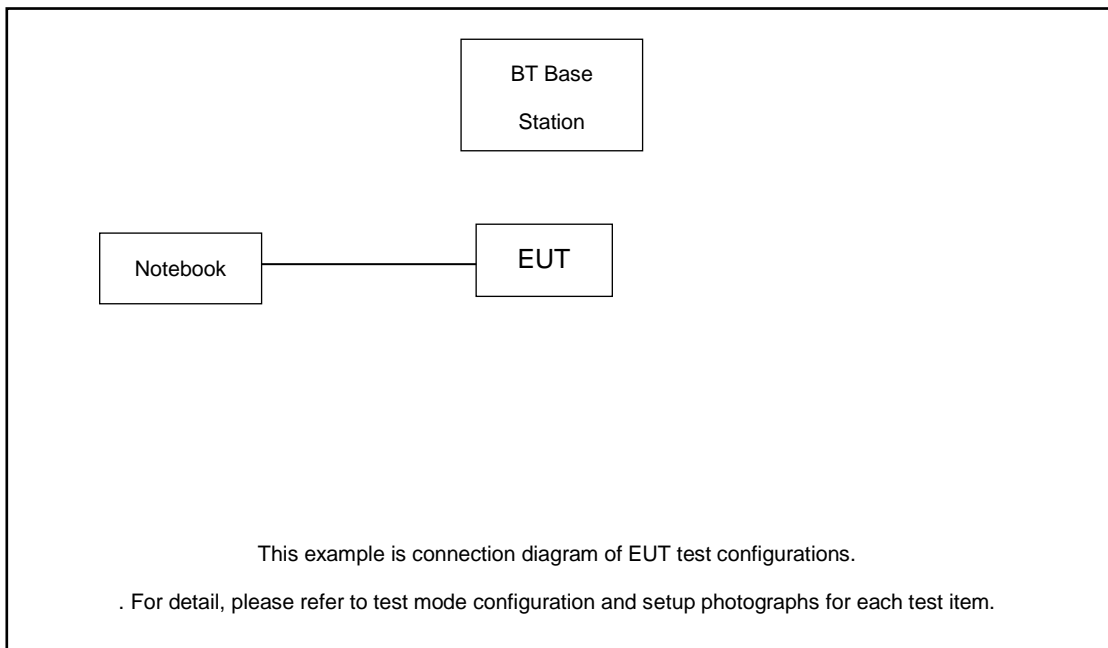 BT Base
Station
Notebook
EUT
This example is connection diagram of EUT test configurations.
. For detail, please refer to test mode configuration and setup photographs for each test item.